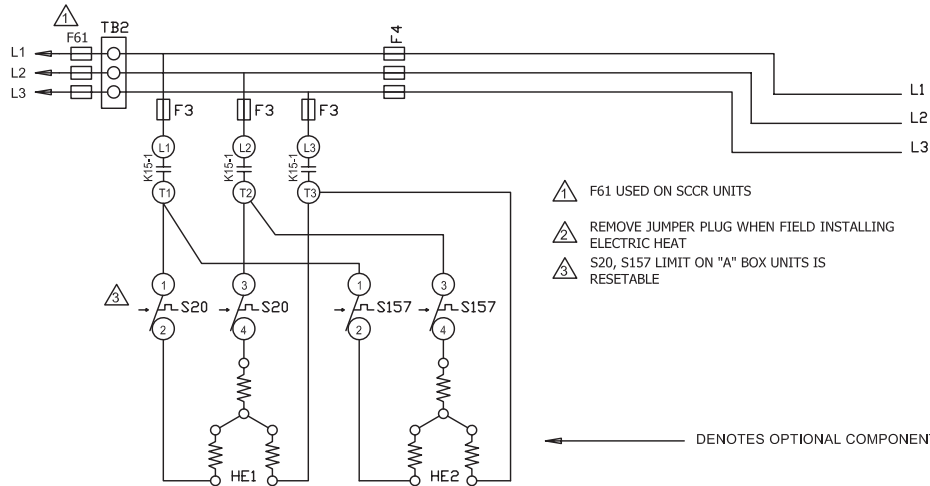 1
F61
TB2
F4
L1
L2
L3
F3
F3
F3
L1
L2
L3
L1
L2
L3
K15-1
K15-1
K15-1
T1
T2
T3
1 F61 USED ON SCCR UNITS
2 REMOVE JUMPER PLUG WHEN FIELD INSTALLING
ELECTRIC HEAT
3 S20, S157 LIMIT ON "A" BOX UNITS IS
RESETABLE
3
1
3
1
3
S20
S20
S157
S157
2
4
2
4
HE1
HE2
DENOTES OPTIONAL COMPONEN